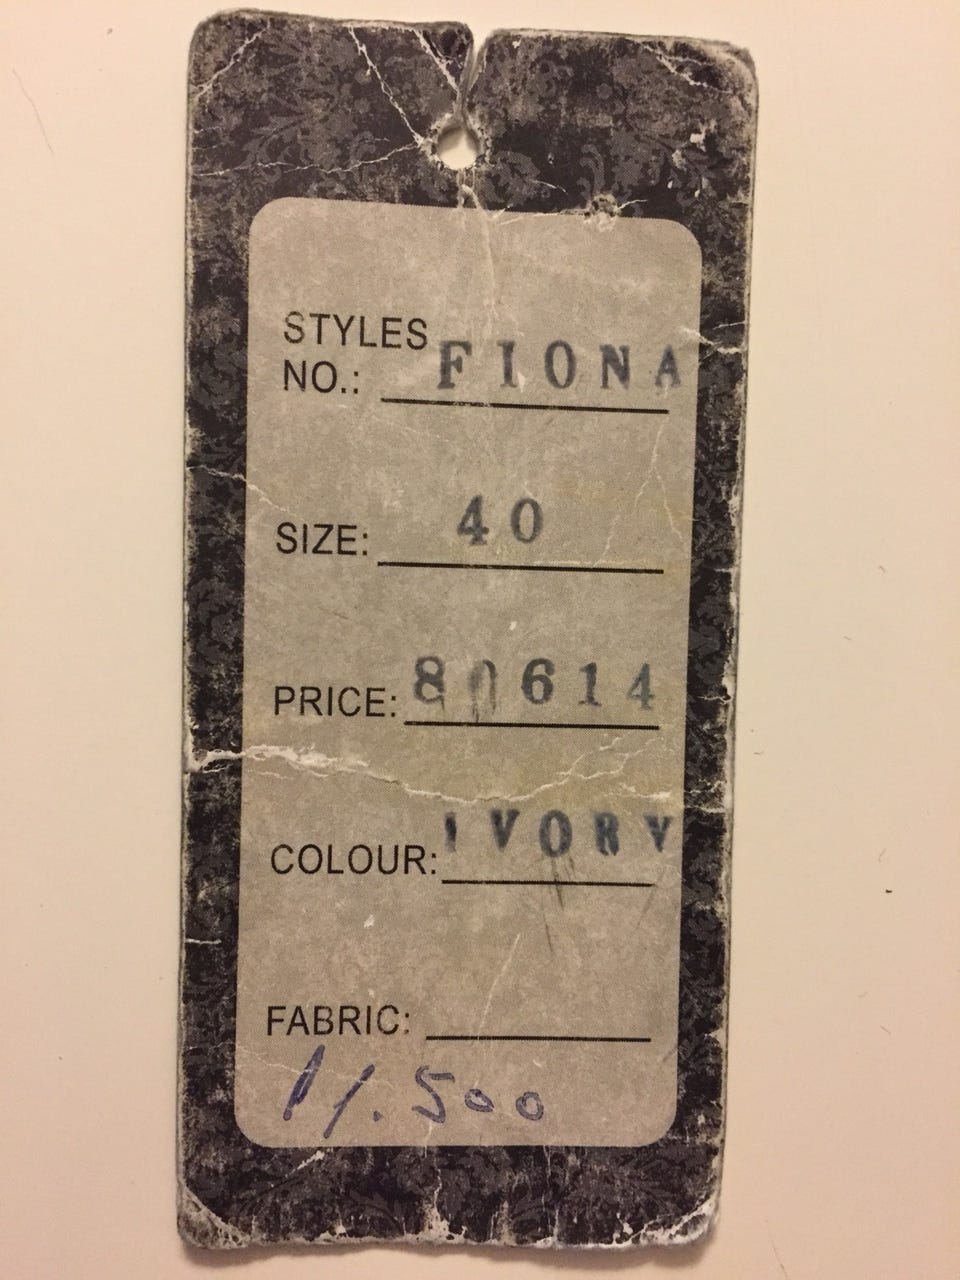 STYLES
NO.: FIONA
SIZE: 40
PRICE: 80614
COLOUR: IVORY
FABRIC:
11.500